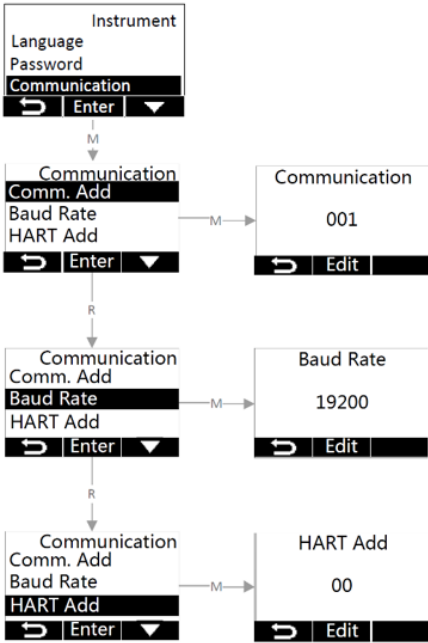 Instrument
Language
Password
Communication
Enter
M
Communication
Comm. Add
Baud Rate
HART Add
Enter
M
Communication
001
Edit
R
Communication
Comm. Add
Baud Rate
HART Add
Enter
M
Baud Rate
19200
Edit
R
Communication
Comm. Add
Baud Rate
HART Add
Enter
M
HART Add
00
Edit